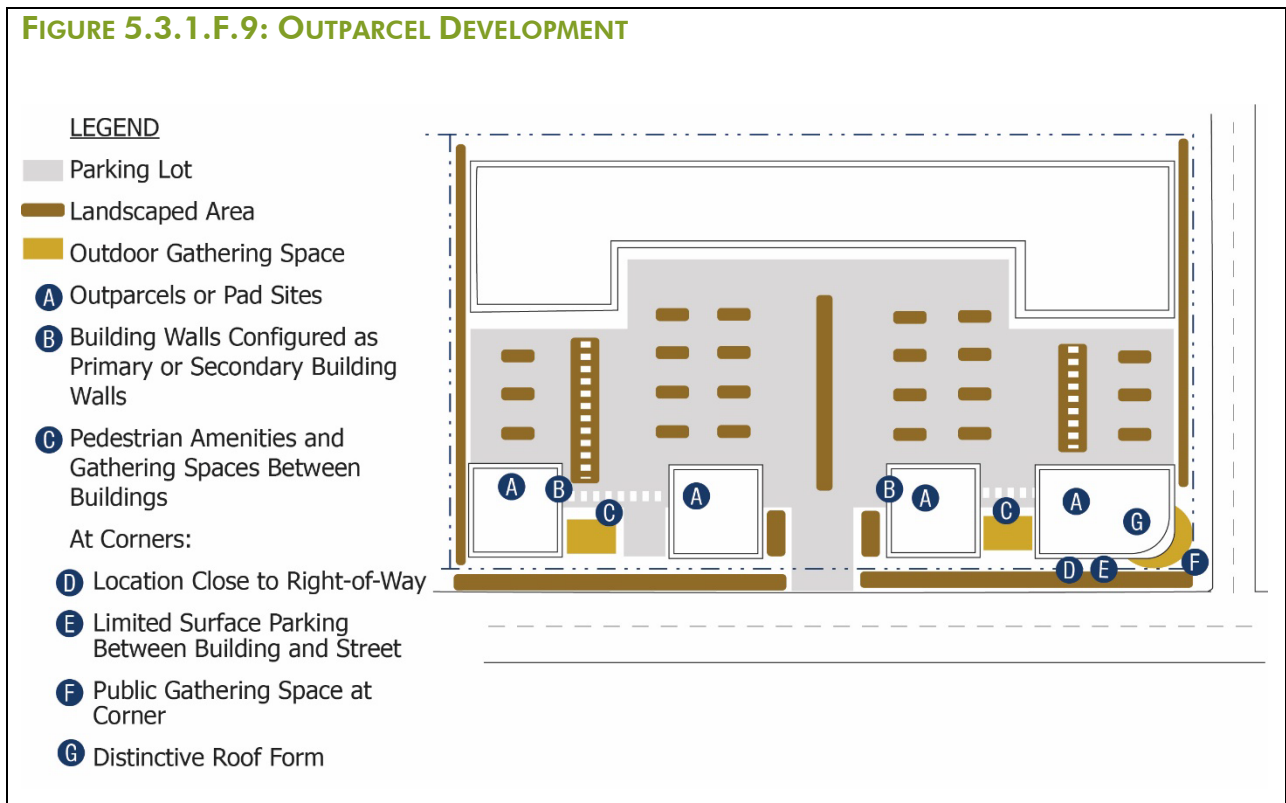 FIGURE 5.3.1.F.9: OUTPARCEL DEVELOPMENT
LEGEND
Parking Lot
Landscaped Area
Outdoor Gathering Space
A Outparcels or Pad Sites
B Building Walls Configured as
Primary or Secondary Building
Walls
C Pedestrian Amenities and
Gathering Spaces Between
Buildings
At Corners:
D Location Close to Right-of-Way
E Limited Surface Parking
Between Building and Street
F Public Gathering Space at
Corner
G Distinctive Roof Form
A B A B A A
C C G
D E F